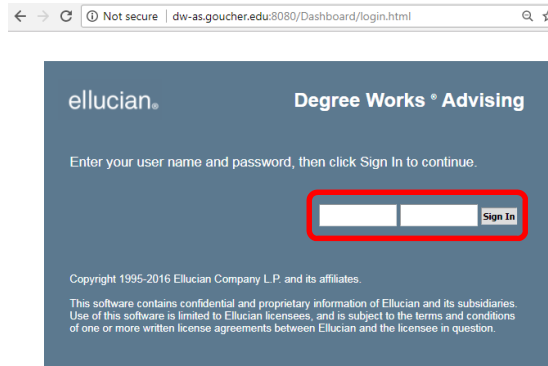 Not secure | dw-as.goucher.edu:8080/Dashboard/login.html
ellucian®
Degree Works ® Advising
Enter your user name and password, then click Sign In to continue.
Sign In
Copyright 1995-2016 Ellucian Company L.P. and its affiliates.
This software contains confidential and proprietary information of Ellucian and its subsidiaries.
Use of this software is limited to Ellucian licensees, and is subject to the terms and conditions
of one or more written license agreements between Ellucian and the licensee in question.